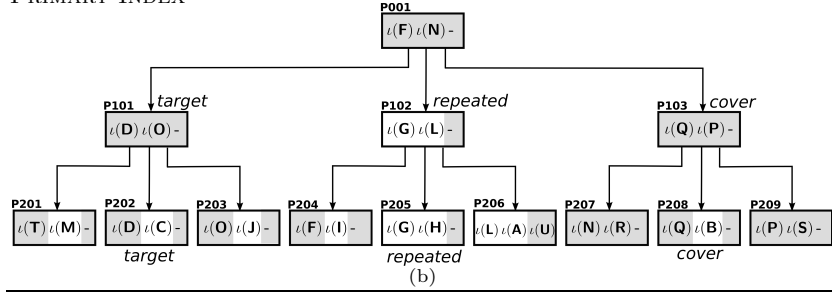 PRIMARY INDEX
P001
ι(F) ι(N) -
P101 target P102 repeated P103 cover
ι(D) ι(O) - ι(G) ι(L) - ι(Q) ι(P) -
P201 P202 P203 P204 P205 P206 P207 P208 P209
ι(T) ι(M) - ι(D) ι(C) - ι(O) ι(J) - ι(F) ι(I) - ι(G) ι(H) - ι(L) ι(A) ι(U) ι(N) ι(R) - ι(Q) ι(B) - ι(P) ι(S) -
target repeated cover
(b)